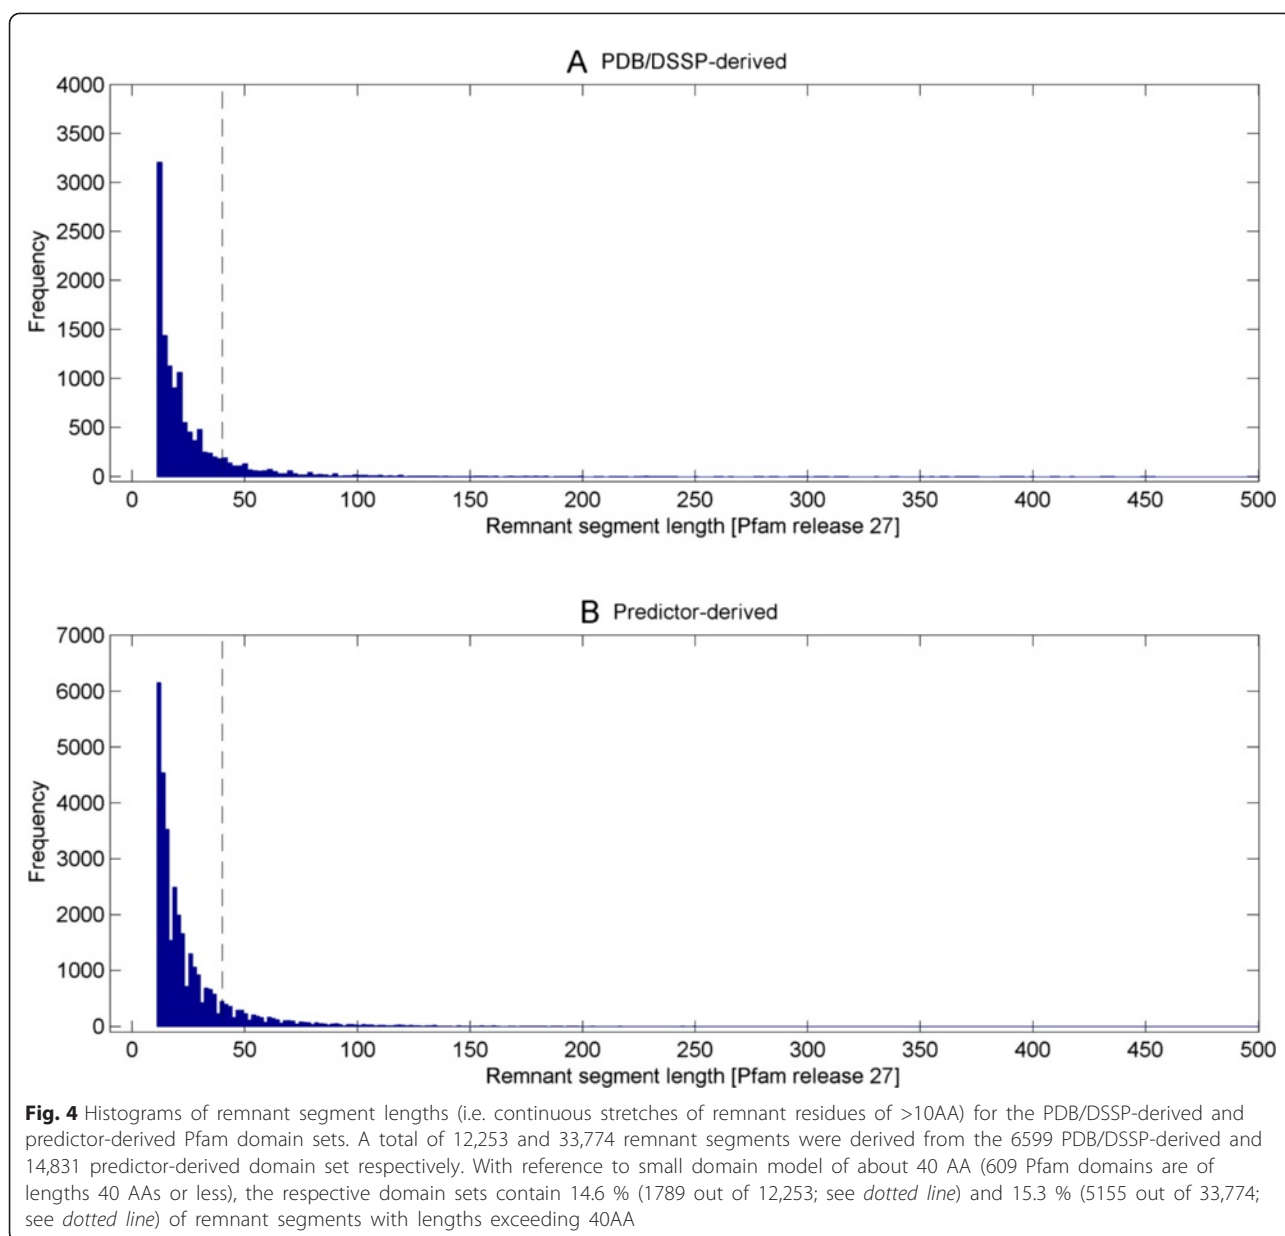 A PDB/DSSP-derived
4000
3500
3000
2500
2000
1500
1000
500
0
Frequency
0 50 100 150 200 250 300 350 400 450 500
Remnant segment length [Pfam release 27]
B Predictor-derived
7000
6000
5000
4000
3000
2000
1000
0
Frequency
0 50 100 150 200 250 300 350 400 450 500
Remnant segment length [Pfam release 27]
Fig. 4 Histograms of remnant segment lengths (i.e. continuous stretches of remnant residues of >10AA) for the PDB/DSSP-derived and
predictor-derived Pfam domain sets. A total of 12,253 and 33,774 remnant segments were derived from the 6599 PDB/DSSP-derived and
14,831 predictor-derived domain set respectively. With reference to small domain model of about 40 AA (609 Pfam domains are of
lengths 40 AAs or less), the respective domain sets contain 14.6 % (1789 out of 12,253; see dotted line) and 15.3 % (5155 out of 33,774;
see dotted line) of remnant segments with lengths exceeding 40AA